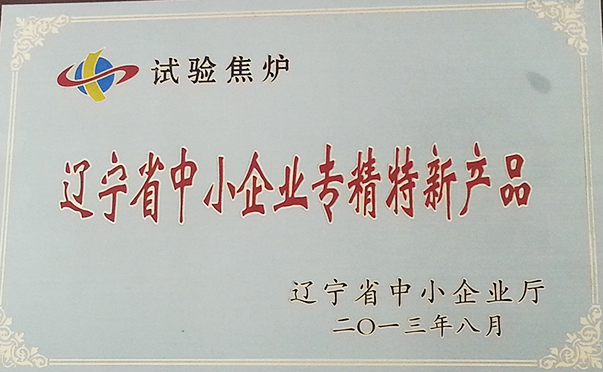 试验焦炉
辽宁省中小企业专精特新产品
辽宁省中小企业厅
二〇一三年八月